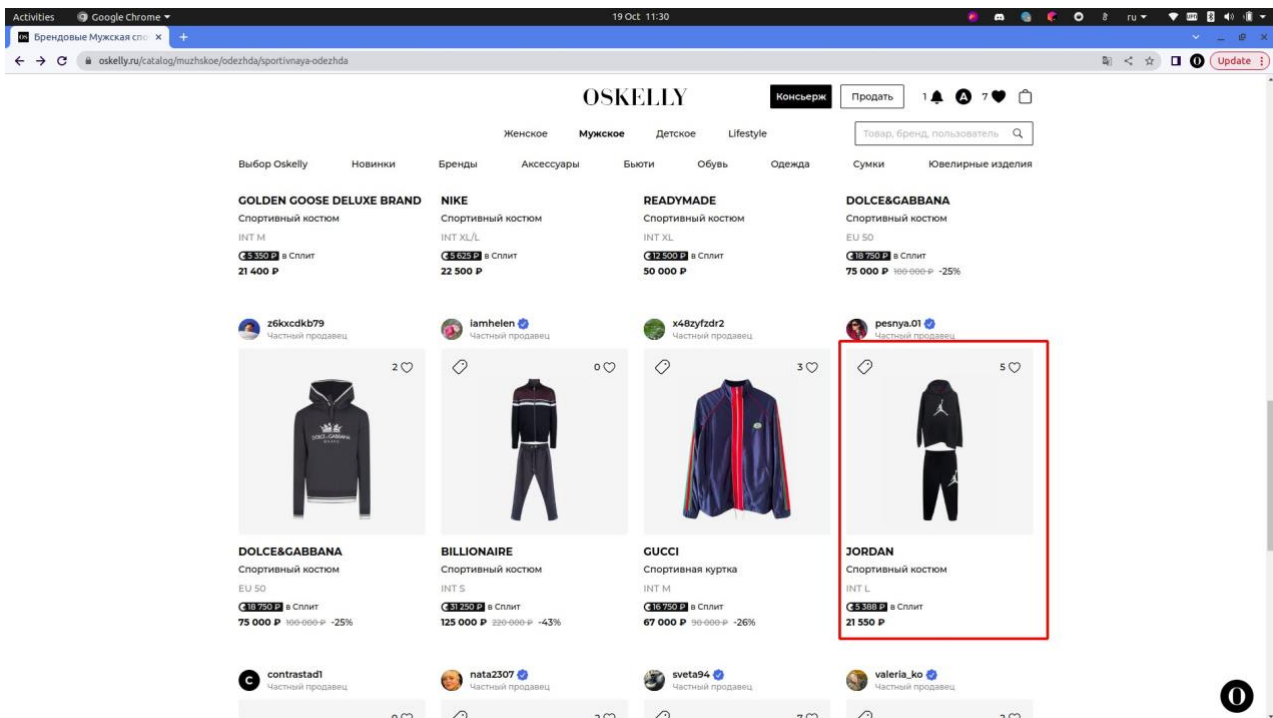 Activities Google Chrome 19 Oct 11:30 ru
Брендовые Мужская спо
oskelly.ru/catalog/muzhskoe/odezhda/sportivnaya-odezhda Update
OSKELLY Консьерж Продать 1 A 7
Женское Мужское Детское Lifestyle Товар, бренд, пользователь
Выбор Oskelly Новинки Бренды Аксессуары Бьюти Обувь Одежда Сумки Ювелирные изделия
GOLDEN GOOSE DELUXE BRAND NIKE READYMADE DOLCE&GABBANA
Спортивный костюм Спортивный костюм Спортивный костюм Спортивный костюм
INT M INT XL/L INT XL EU 50
5 350 ₽ в Сплит 5 625 ₽ в Сплит 12 500 ₽ в Сплит 18 750 ₽ в Сплит
21 400 ₽ 22 500 ₽ 50 000 ₽ 75 000 ₽ 100 000 ₽ -25%
z6kxcdkb79 iamhelen x48zyfzdr2 pesnya.01
Частный продавец Частный продавец Частный продавец Частный продавец
2 0 3 5
DOLCE&GABBANA BILLIONAIRE GUCCI JORDAN
Спортивный костюм Спортивный костюм Спортивная куртка Спортивный костюм
EU 50 INT S INT M INT L
18 750 ₽ в Сплит 31 250 ₽ в Сплит 16 750 ₽ в Сплит 5 388 ₽ в Сплит
75 000 ₽ 100 000 ₽ -25% 125 000 ₽ 220 000 ₽ -43% 67 000 ₽ 90 000 ₽ -26% 21 550 ₽
C contrastad1 nata2307 sveta94 valeria_ko
Частный продавец Частный продавец Частный продавец Частный продавец
O